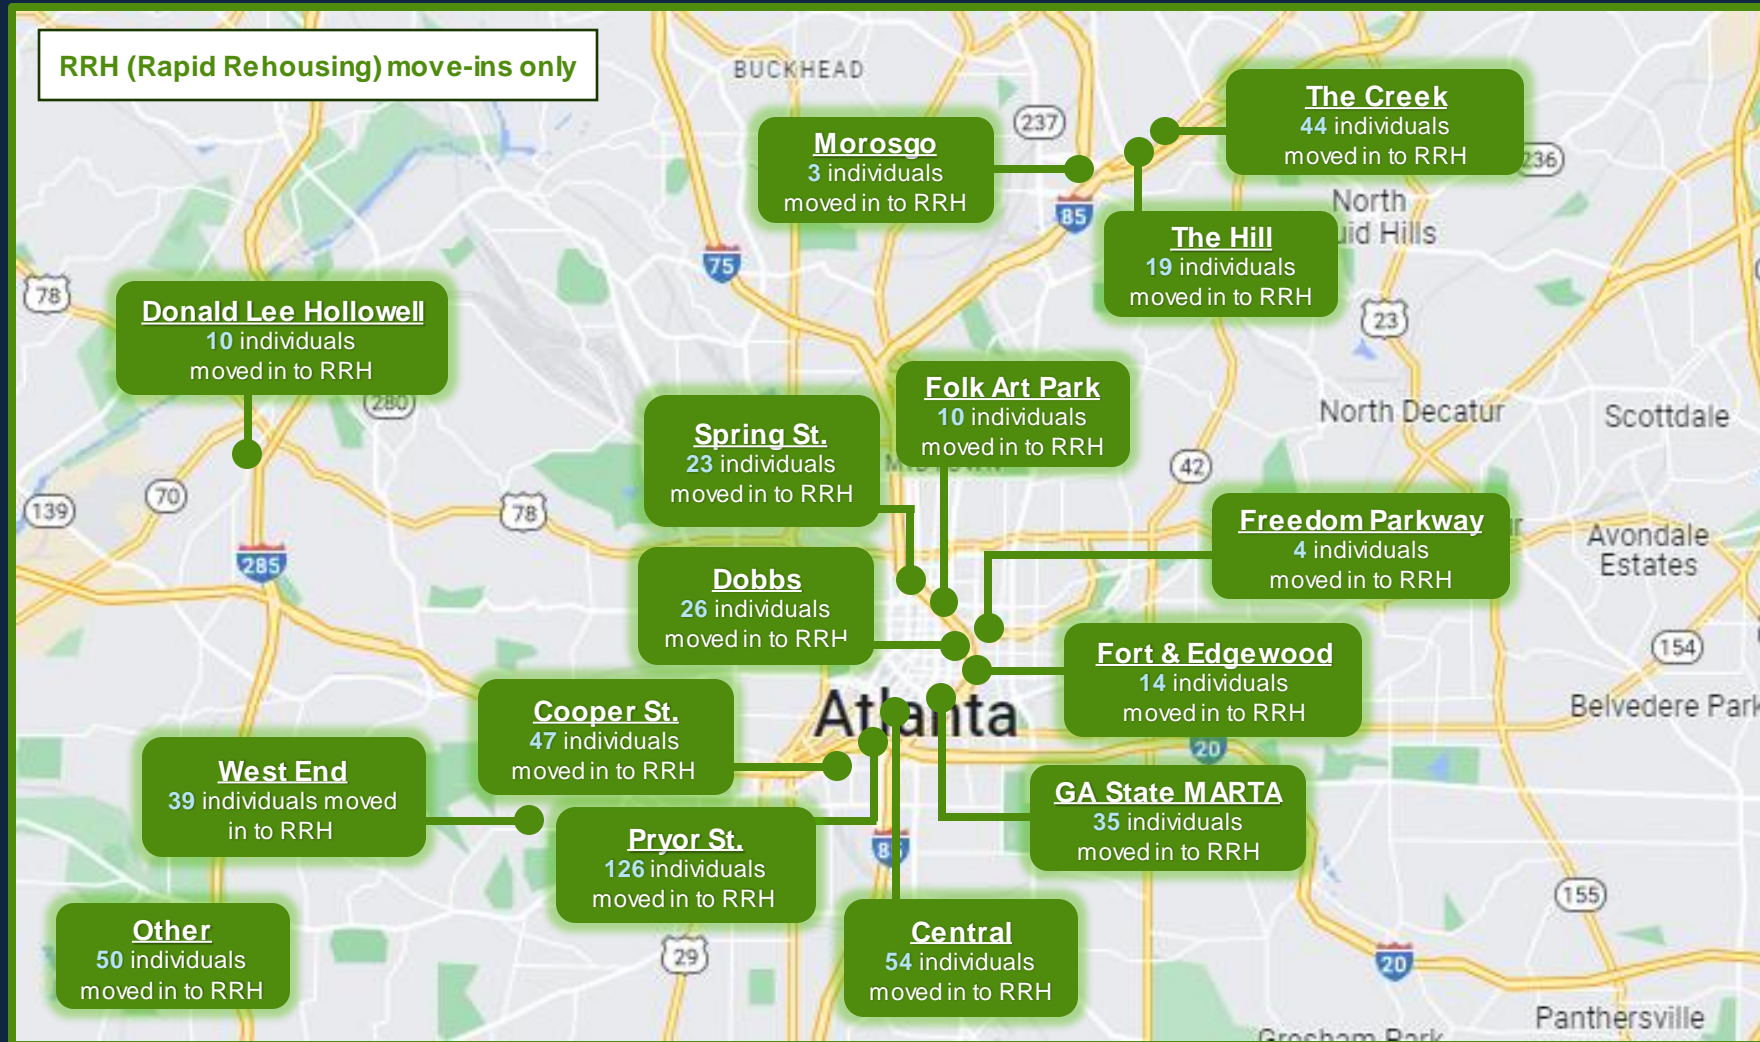 RRH (Rapid Rehousing) move-ins only
BUCKHEAD
237
The Creek
44 individuals
moved in to RRH
236
Morosgo
3 individuals
moved in to RRH
85
North
uid Hills
The Hill
19 individuals
moved in to RRH
75
78
23
Donald Lee Hollowell
10 individuals
moved in to RRH
280
Folk Art Park
10 individuals
moved in to RRH
North Decatur
Scottdale
Spring St.
23 individuals
moved in to RRH
42
70
139
78
Freedom Parkway
4 individuals
moved in to RRH
Avondale
Estates
285
Dobbs
26 individuals
moved in to RRH
Fort & Edgewood
14 individuals
moved in to RRH
154
Atlanta
Belvedere Park
Cooper St.
47 individuals
moved in to RRH
20
West End
39 individuals moved
in to RRH
GA State MARTA
35 individuals
moved in to RRH
Pryor St.
126 individuals
moved in to RRH
85
155
Other
50 individuals
moved in to RRH
29
Central
54 individuals
moved in to RRH
20
Panthersville
Gresham Park